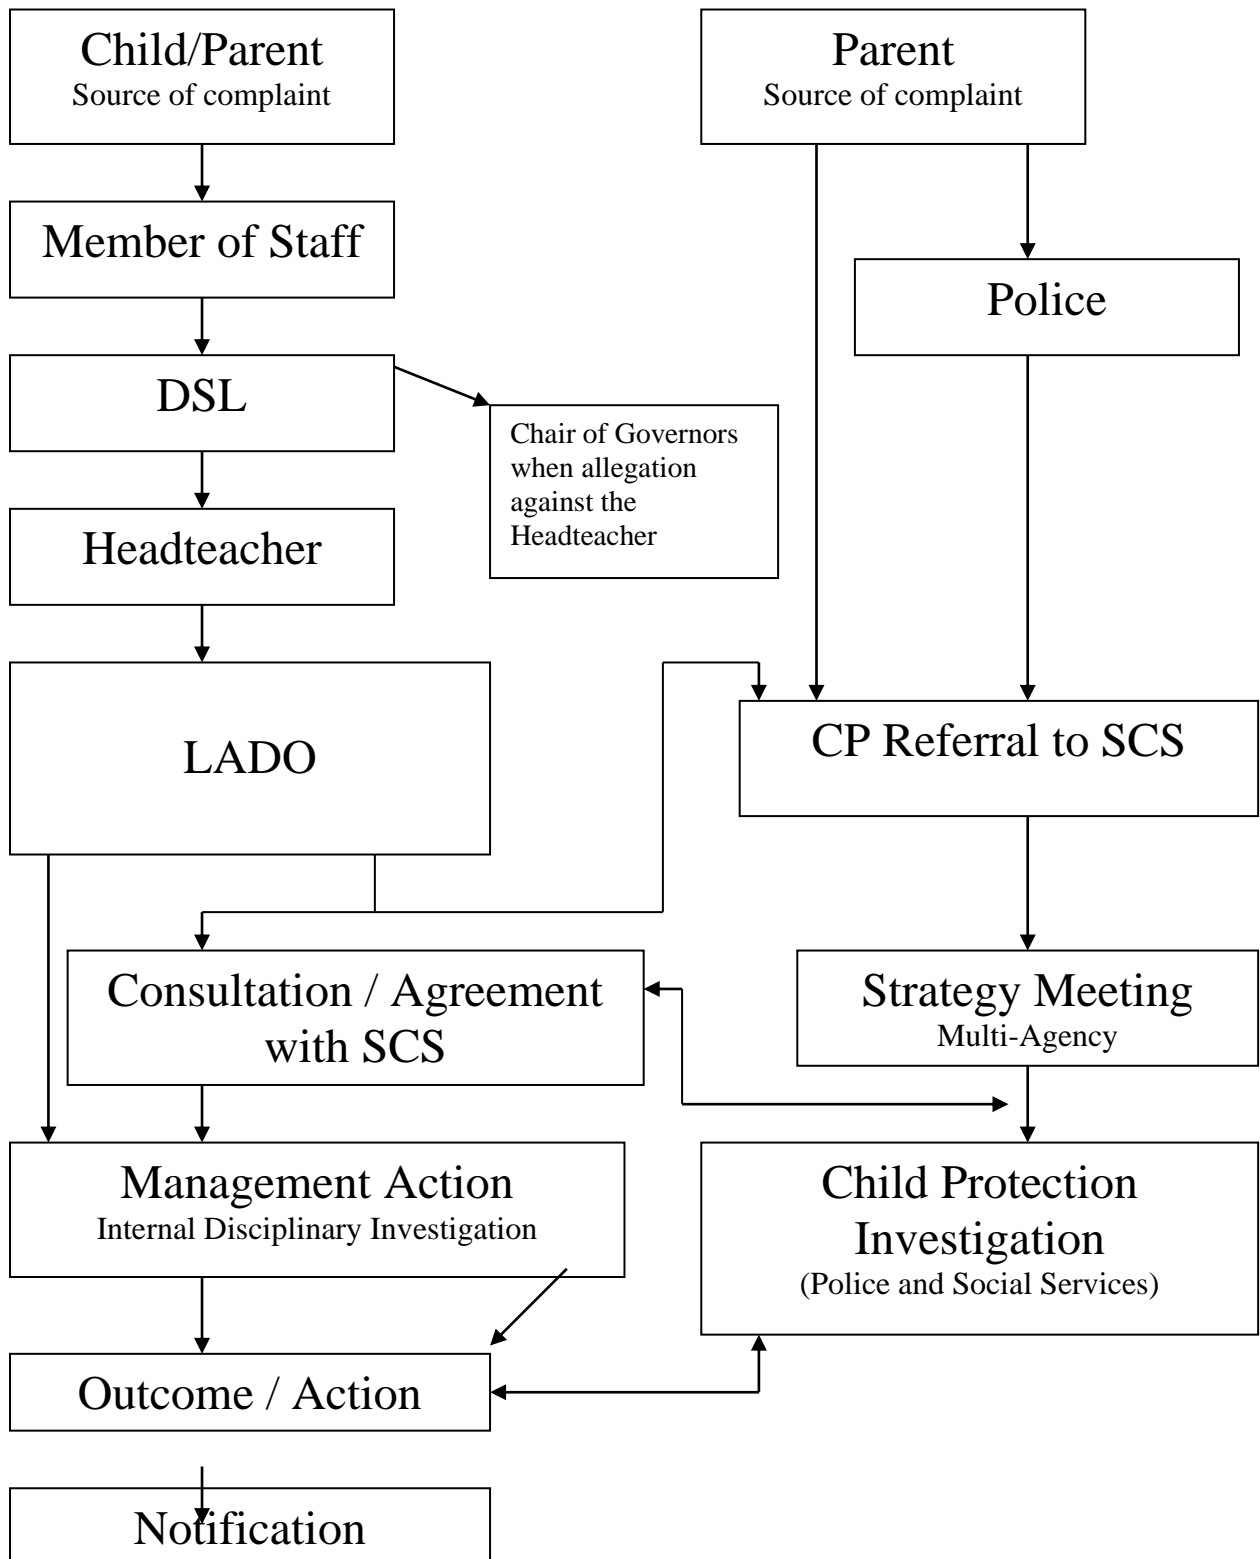 Child/Parent
Source of complaint
Parent
Source of complaint
Member of Staff
Police
DSL
Chair of Governors
when allegation
against the
Headteacher
Headteacher
LADO
CP Referral to SCS
Consultation / Agreement
with SCS
Strategy Meeting
Multi-Agency
Management Action
Internal Disciplinary Investigation
Child Protection
Investigation
(Police and Social Services)
Outcome / Action
Notification